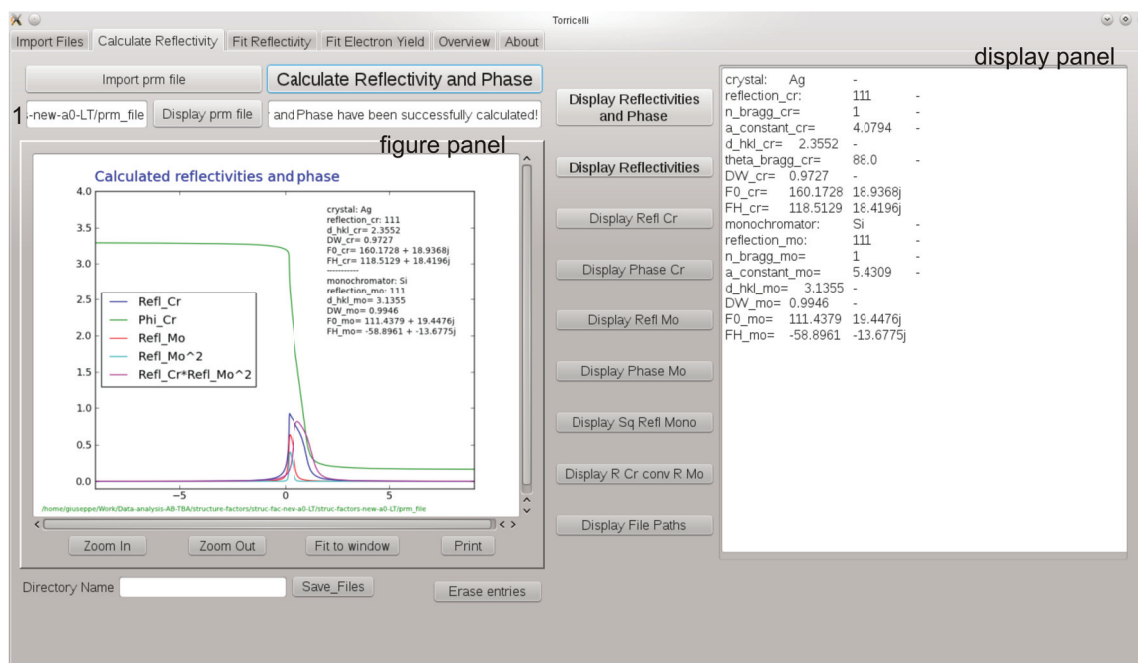 Torricelli
Import Files Calculate Reflectivity Fit Reflectivity Fit Electron Yield Overview About
Import prm file Calculate Reflectivity and Phase
1 -new-a0-LT/prm_file Display prm file and Phase have been successfully calculated!
figure panel
Calculated reflectivities and phase
4.0
3.5
3.0
2.5
2.0
1.5
1.0
0.5
0.0
−5 0 5
crystal: Ag
reflection_cr: 111
d_hkl_cr= 2.3552
DW_cr= 0.9727
F0_cr= 160.1728 + 18.9368j
FH_cr= 118.5129 + 18.4196j
-----------
monochromator: Si
reflection_mo: 111
d_hkl_mo= 3.1355
DW_mo= 0.9946
F0_mo= 111.4379 + 19.4476j
FH_mo= -58.8961 + -13.6775j
Refl_Cr
Phi_Cr
Refl_Mo
Refl_Mo^2
Refl_Cr*Refl_Mo^2
/home/giuseppe/Work/Data-analysis-AB-TBA/structure-factors/struc-fac-nev-a0-LT/struc-factors-new-a0-LT/prm_file
Zoom In Zoom Out Fit to window Print
Directory Name Save_Files Erase entries
Display Reflectivities
and Phase
Display Reflectivities
Display Refl Cr
Display Phase Cr
Display Refl Mo
Display Phase Mo
Display Sq Refl Mono
Display R Cr conv R Mo
Display File Paths
display panel
crystal: Ag -
reflection_cr: 111 -
n_bragg_cr= 1 -
a_constant_cr= 4.0794 -
d_hkl_cr= 2.3552 -
theta_bragg_cr= 88.0 -
DW_cr= 0.9727 -
F0_cr= 160.1728 18.9368j
FH_cr= 118.5129 18.4196j
monochromator: Si -
reflection_mo: 111 -
n_bragg_mo= 1 -
a_constant_mo= 5.4309 -
d_hkl_mo= 3.1355 -
DW_mo= 0.9946 -
F0_mo= 111.4379 19.4476j
FH_mo= -58.8961 -13.6775j